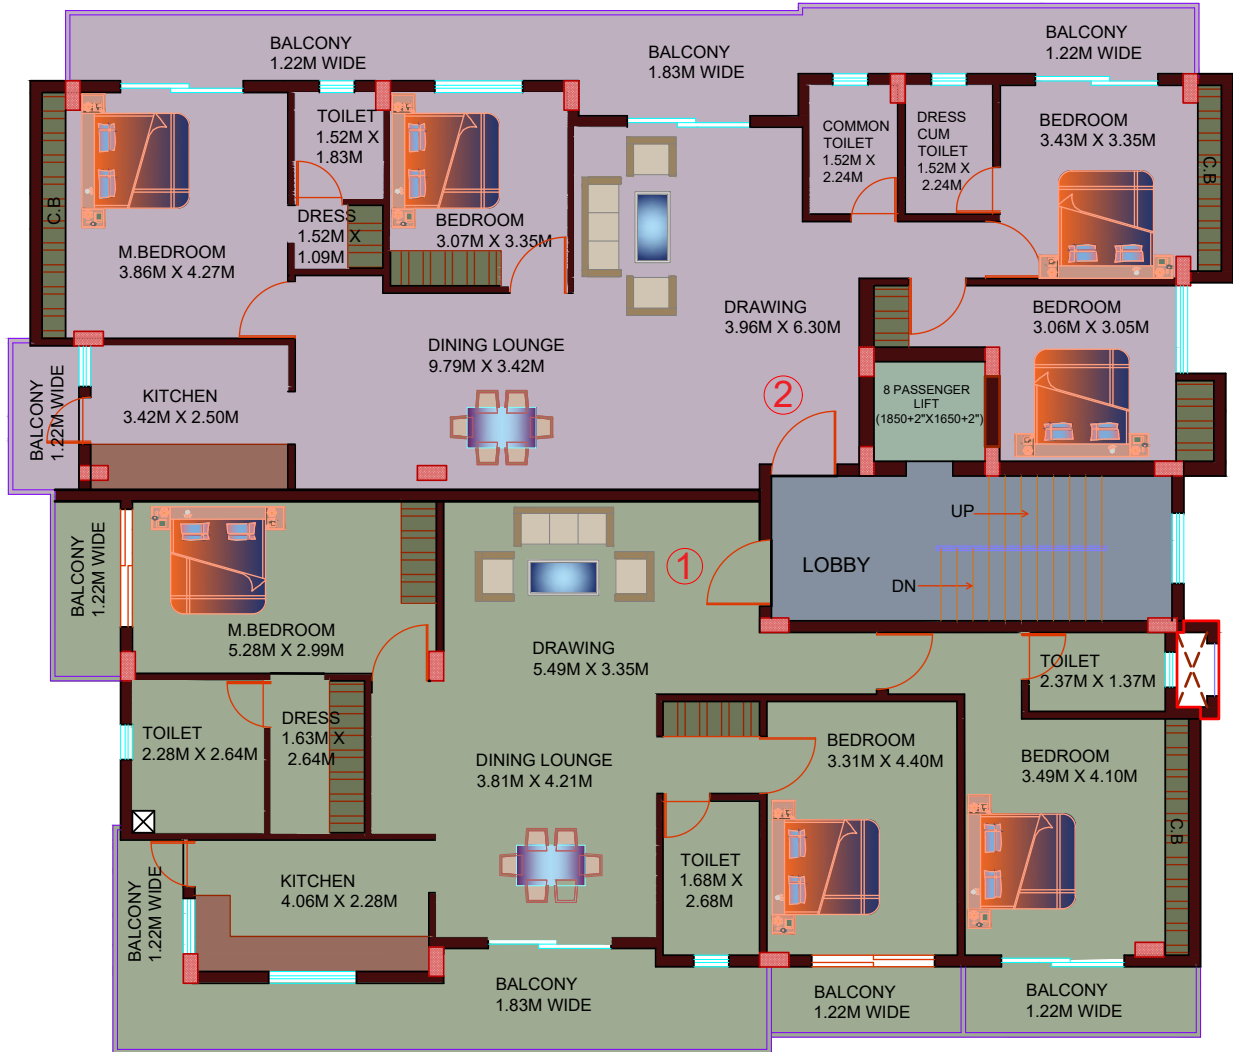 BALCONY
1.22M WIDE
BALCONY
1.83M WIDE
BALCONY
1.22M WIDE
TOILET
1.52M X
1.83M
COMMON
TOILET
1.52M X
2.24M
DRESS
CUM
TOILET
1.52M X
2.24M
BEDROOM
3.43M X 3.35M
C.B
C.B
M.BEDROOM
3.86M X 4.27M
DRESS
1.52M X
1.09M
BEDROOM
3.07M X 3.35M
DRAWING
3.96M X 6.30M
BEDROOM
3.06M X 3.05M
DINING LOUNGE
9.79M X 3.42M
BALCONY
1.22M WIDE
KITCHEN
3.42M X 2.50M
2
8 PASSENGER
LIFT
(1850+2"X1650+2")
UP
LOBBY
DN
1
BALCONY
1.22M WIDE
M.BEDROOM
5.28M X 2.99M
DRAWING
5.49M X 3.35M
TOILET
2.37M X 1.37M
TOILET
2.28M X 2.64M
DRESS
1.63M X
2.64M
DINING LOUNGE
3.81M X 4.21M
BEDROOM
3.31M X 4.40M
BEDROOM
3.49M X 4.10M
C.B
BALCONY
1.22M WIDE
KITCHEN
4.06M X 2.28M
TOILET
1.68M X
2.68M
BALCONY
1.83M WIDE
BALCONY
1.22M WIDE
BALCONY
1.22M WIDE